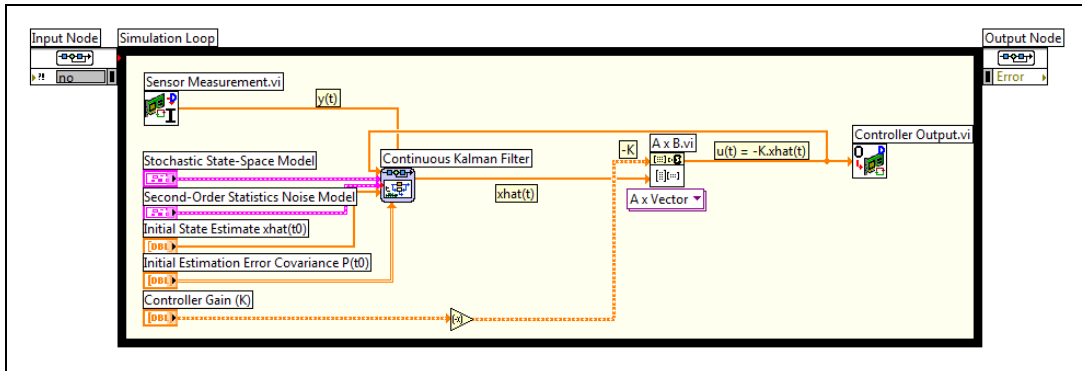 Input Node
Simulation Loop
Output Node
?! no
Error
Sensor Measurement.vi
y(t)
Controller Output.vi
A x B.vi
-K
u(t) = -K.xhat(t)
Stochastic State-Space Model
Continuous Kalman Filter
xhat(t)
A x Vector
Second-Order Statistics Noise Model
Initial State Estimate xhat(t0)
[DBL]
Initial Estimation Error Covariance P(t0)
[DBL]
Controller Gain (K)
[DBL]
-x